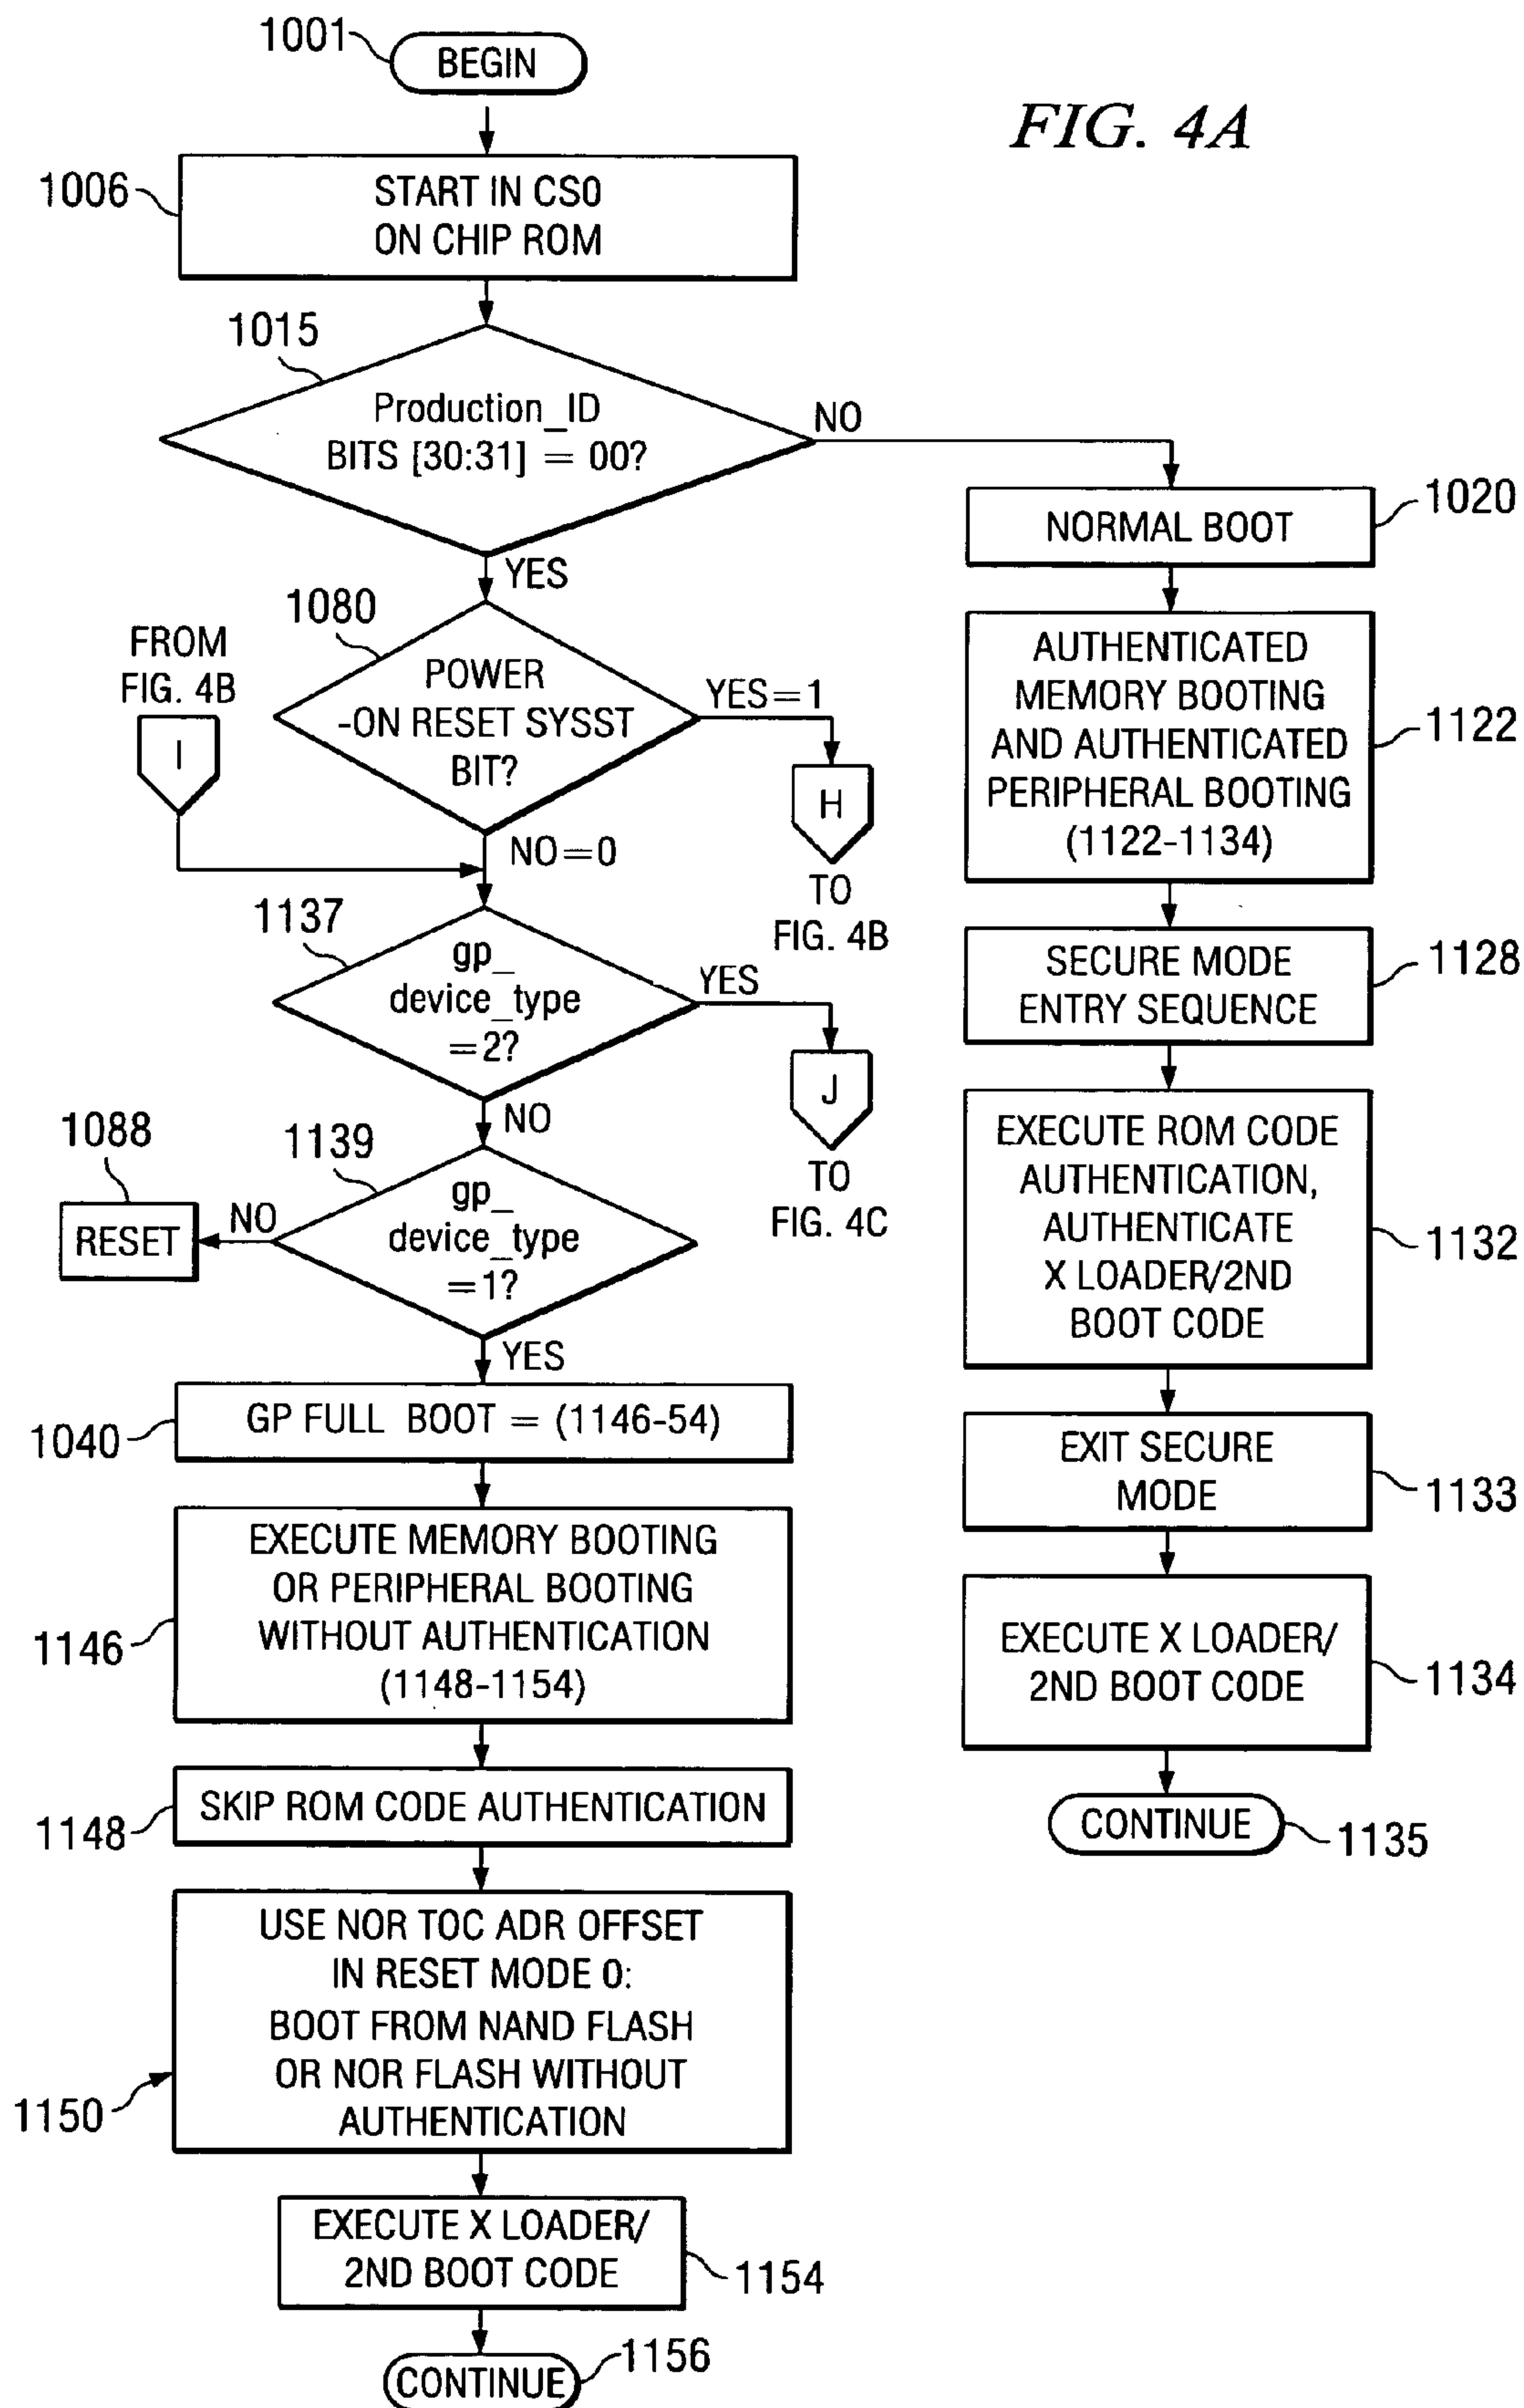 1001
BEGIN
FIG. 4A
1006
START IN CS0
ON CHIP ROM
1015
Production_ID
BITS [30:31] = 00?
NO
YES
1080
POWER
-ON RESET SYSST
BIT?
YES=1
H
TO
FIG. 4B
FROM
FIG. 4B
I
NO=0
1137
gp_
device_type
=2?
YES
J
TO
FIG. 4C
NO
1139
gp_
device_type
=1?
NO
1088
RESET
YES
1040
GP FULL BOOT = (1146-54)
1146
EXECUTE MEMORY BOOTING
OR PERIPHERAL BOOTING
WITHOUT AUTHENTICATION
(1148-1154)
1148
SKIP ROM CODE AUTHENTICATION
1150
USE NOR TOC ADR OFFSET
IN RESET MODE 0:
BOOT FROM NAND FLASH
OR NOR FLASH WITHOUT
AUTHENTICATION
EXECUTE X LOADER/
2ND BOOT CODE
1154
CONTINUE
1156
NORMAL BOOT
1020
AUTHENTICATED
MEMORY BOOTING
AND AUTHENTICATED
PERIPHERAL BOOTING
(1122-1134)
1122
SECURE MODE
ENTRY SEQUENCE
1128
EXECUTE ROM CODE
AUTHENTICATION,
AUTHENTICATE
X LOADER/2ND
BOOT CODE
1132
EXIT SECURE
MODE
1133
EXECUTE X LOADER/
2ND BOOT CODE
1134
CONTINUE
1135